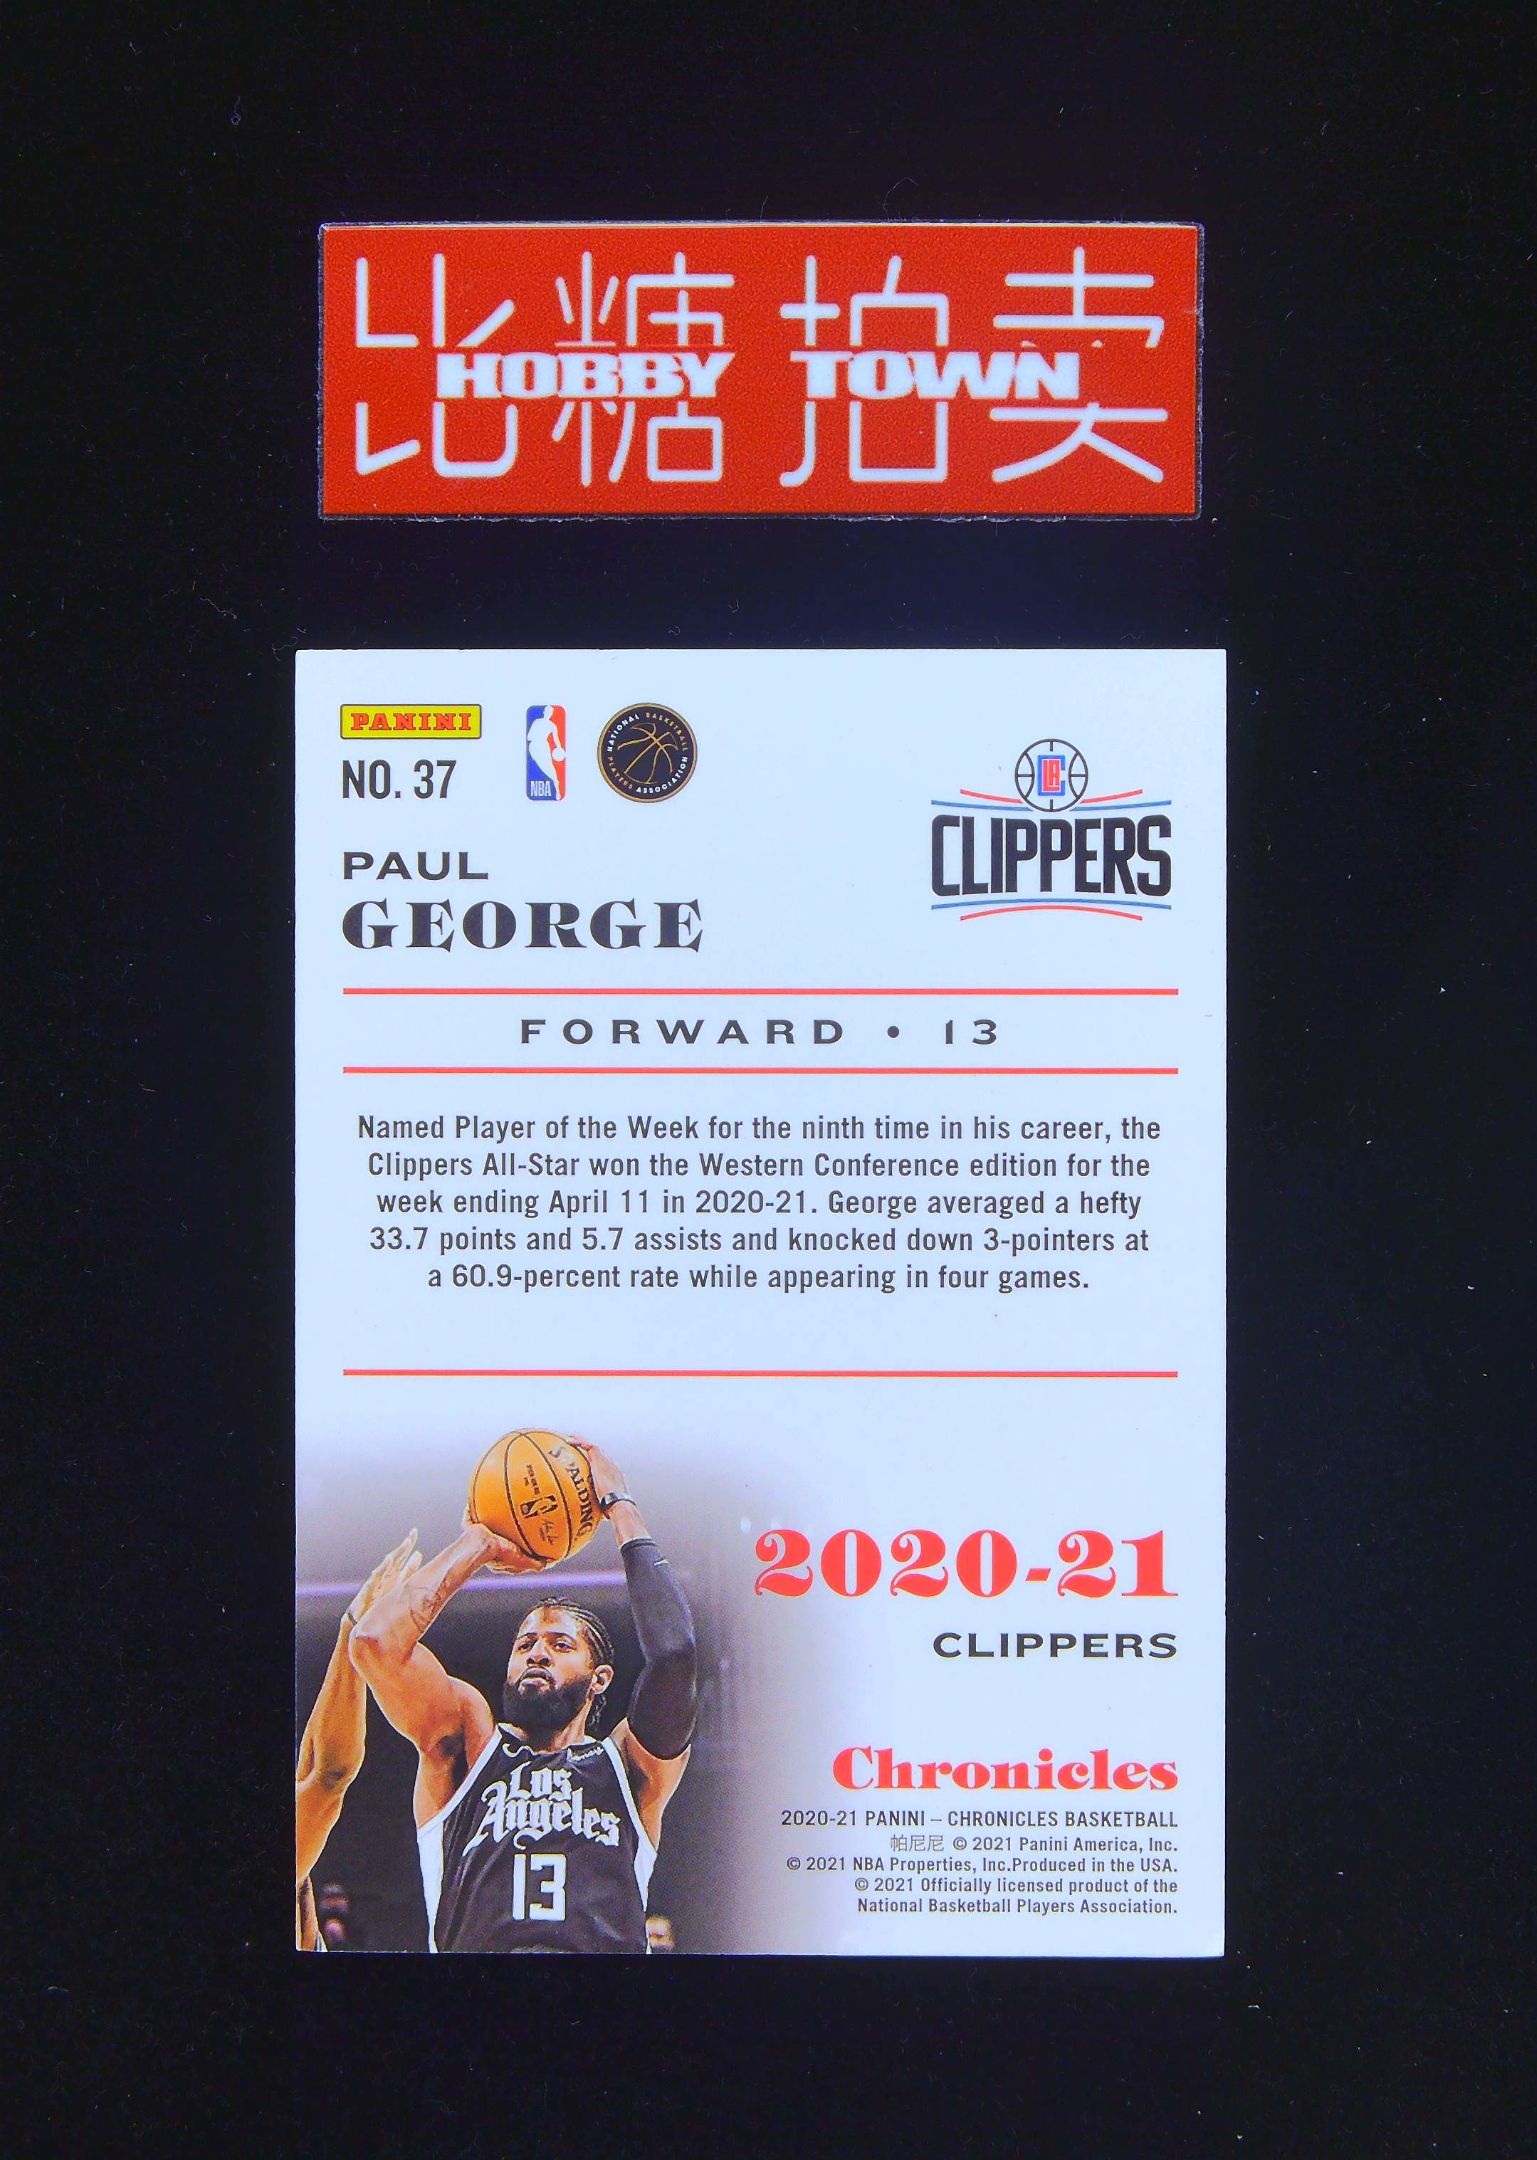 比糖拍卖
HOBBY TOWN
PANINI
NO. 37
NBA
NATIONAL BASKETBALL
PLAYERS ASSOCIATION
LAC
CLIPPERS
PAUL
GEORGE
FORWARD • 13
Named Player of the Week for the ninth time in his career, the
Clippers All-Star won the Western Conference edition for the
week ending April 11 in 2020-21. George averaged a hefty
33.7 points and 5.7 assists and knocked down 3-pointers at
a 60.9-percent rate while appearing in four games.
SPALDING
2020-21
CLIPPERS
Los
Angeles
13
Chronicles
2020-21 PANINI – CHRONICLES BASKETBALL
帕尼尼 © 2021 Panini America, Inc.
© 2021 NBA Properties, Inc.Produced in the USA.
© 2021 Officially licensed product of the
National Basketball Players Association.